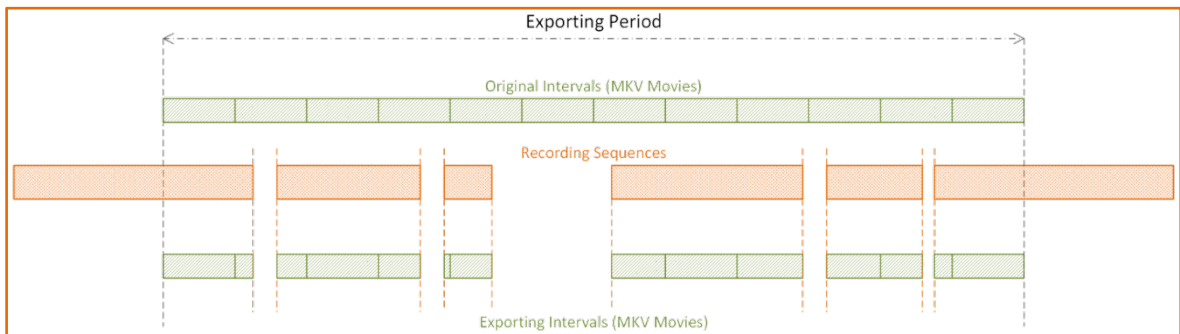 Exporting Period
Original Intervals (MKV Movies)
Recording Sequences
Exporting Intervals (MKV Movies)